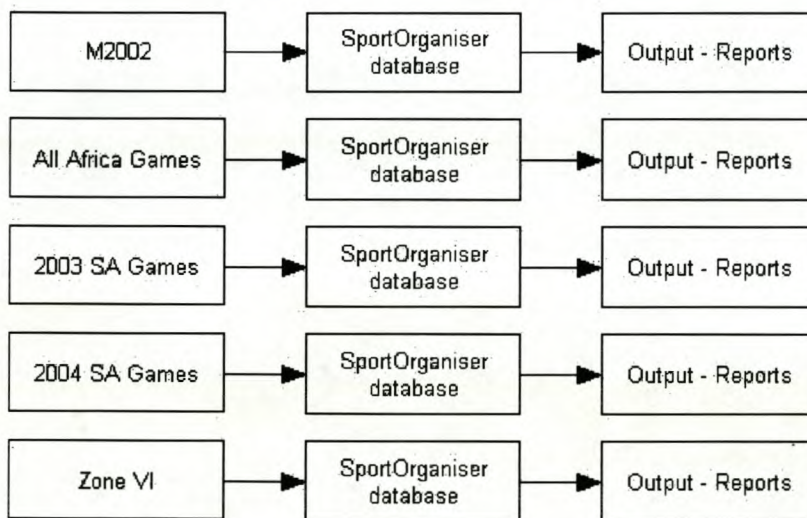 M2002
SportOrganiser
database
Output - Reports
All Africa Games
SportOrganiser
database
Output - Reports
2003 SA Games
SportOrganiser
database
Output - Reports
2004 SA Games
SportOrganiser
database
Output - Reports
Zone VI
SportOrganiser
database
Output - Reports